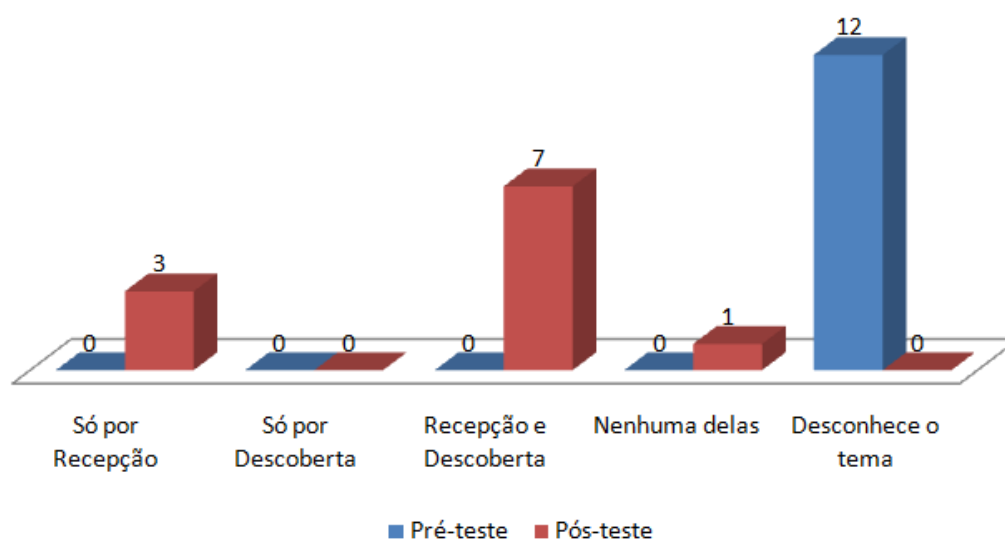 12
7
3
1
0
0
0
0
0
0
Só por
Recepção
Só por
Descoberta
Recepção e
Descoberta
Nenhuma delas
Desconhece o
tema
Pré-teste
Pós-teste